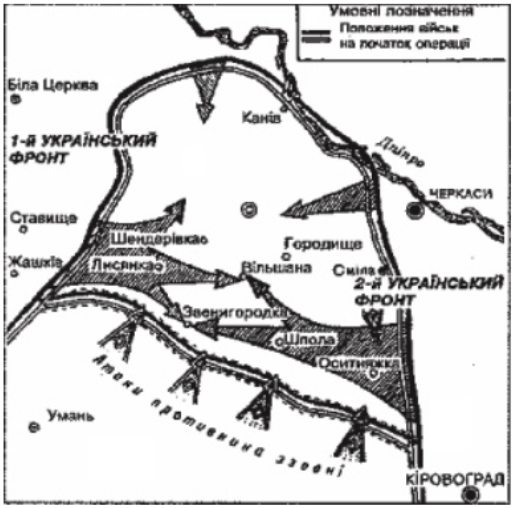 Умовні позначення
Положення військ
на початок операції
Біла Церква
Канів
1-й УКРАЇНСЬКИЙ
ФРОНТ
Дніпро
ЧЕРКАСИ
Ставище
Шендерівка
Городище
Жашків
Лисянка
Вільшана
Сміла
2-й УКРАЇНСЬКИЙ
ФРОНТ
Звенигородка
Шпола
Оситняжка
Атаки противника ззовні
Умань
КІРОВОГРАД